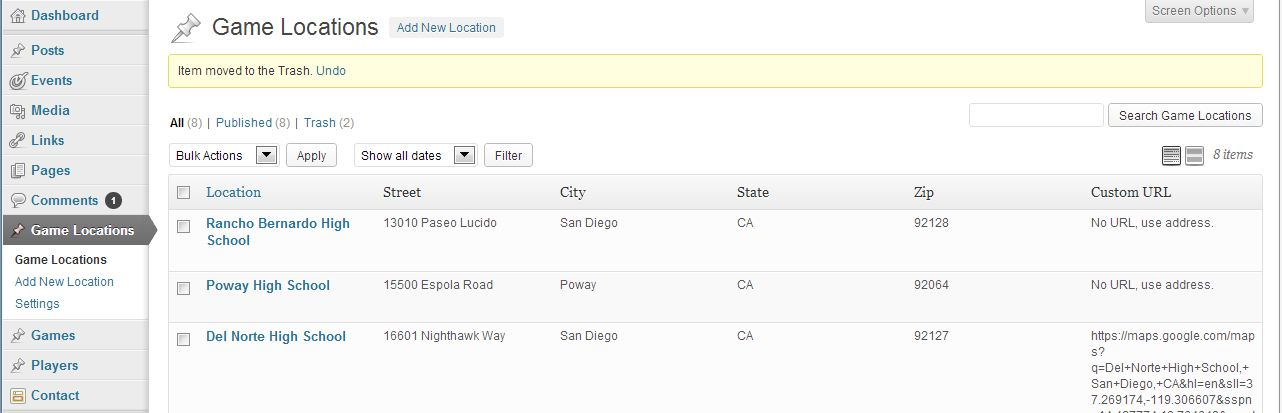 Dashboard
Posts
Events
Media
Links
Pages
Comments 1
Game Locations
Game Locations
Add New Location
Settings
Games
Players
Contact
Screen Options
Game Locations Add New Location
Item moved to the Trash. Undo
All (8) | Published (8) | Trash (2)
Search Game Locations
Bulk Actions Apply Show all dates Filter 8 items
Location Street City State Zip Custom URL
Rancho Bernardo High 13010 Paseo Lucido San Diego CA 92128 No URL, use address.
School
Poway High School 15500 Espola Road Poway CA 92064 No URL, use address.
Del Norte High School 16601 Nighthawk Way San Diego CA 92127 https://maps.google.com/map
s?
q=Del+Norte+High+School,+
San+Diego,+CA&hl=en&sll=3
7.269174,-119.306607&sspn